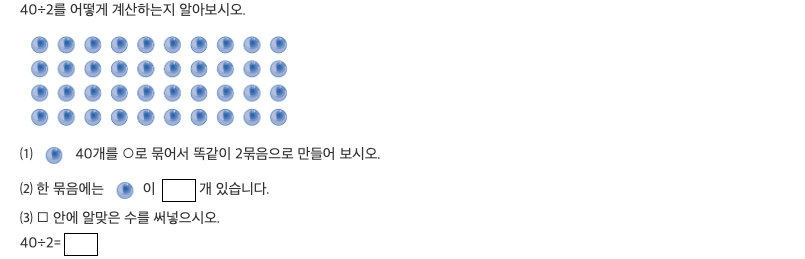 40÷2를 어떻게 계산하는지 알아보시오.
(1) 40개를 ○로 묶어서 똑같이 2묶음으로 만들어 보시오.
(2) 한 묶음에는 이 □ 개 있습니다.
(3) □ 안에 알맞은 수를 써넣으시오.
40÷2=□